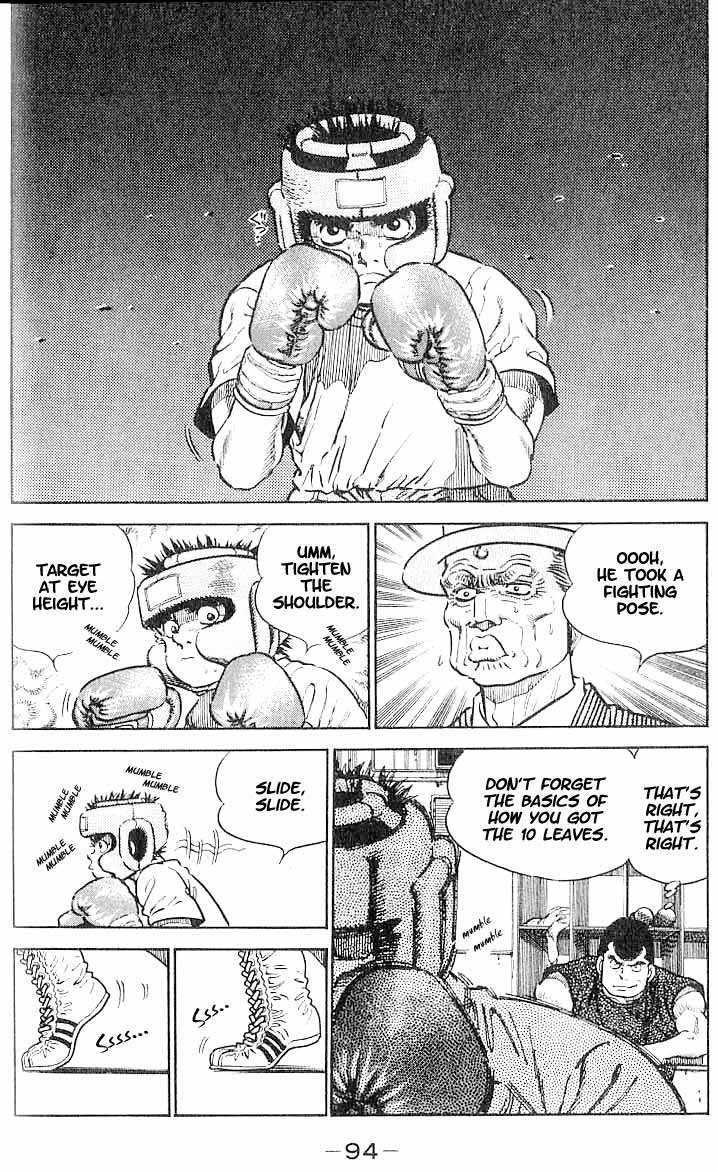 OOOH,
HE TOOK A
FIGHTING
POSE.
UMM,
TIGHTEN
THE
SHOULDER.
MUMBLE
MUMBLE
TARGET
AT EYE
HEIGHT...
MUMBLE
MUMBLE
THAT'S
RIGHT,
THAT'S
RIGHT.
DON'T FORGET
THE BASICS OF
HOW YOU GOT
THE 10 LEAVES.
mumble
mumble
SLIDE,
SLIDE.
MUMBLE
MUMBLE
MUMBLE
MUMBLE
MUMBLE
MUMBLE
SSS..
SSSS...
-94-